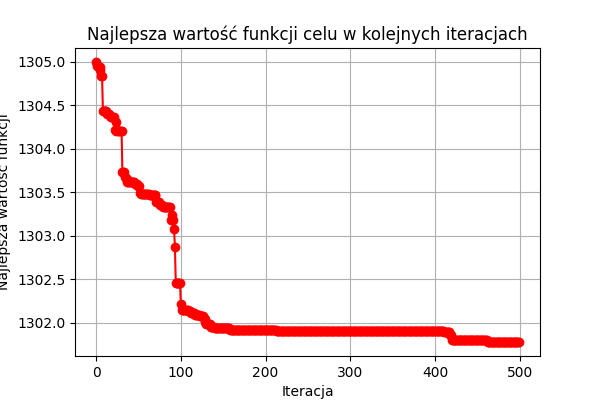 Najlepsza wartość funkcji celu w kolejnych iteracjach
Najlepsza wartość funkcji
1305.0
1304.5
1304.0
1303.5
1303.0
1302.5
1302.0
0 100 200 300 400 500
Iteracja